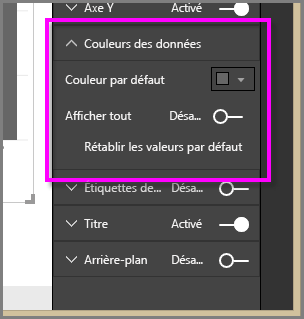 Axe Y Activé
Couleurs des données
Couleur par défaut
Afficher tout Désa...
Rétablir les valeurs par défaut
Étiquettes de... Désa...
Titre Activé
Arrière-plan Désa...